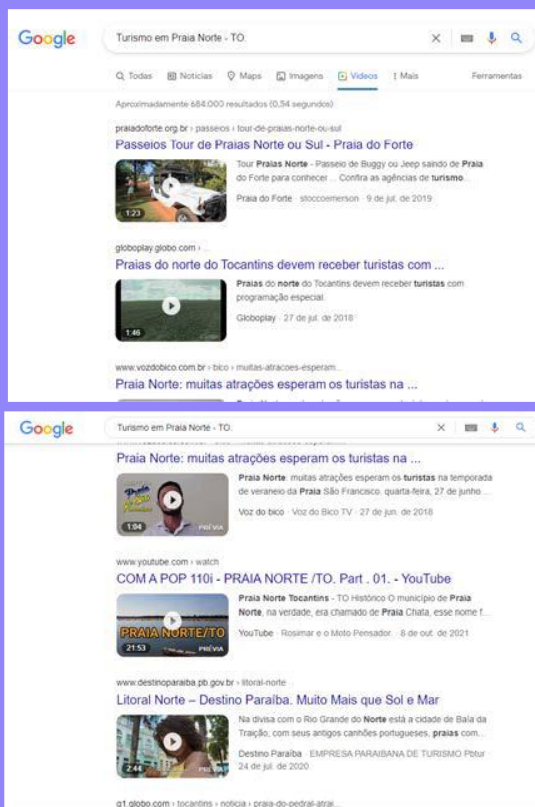 Google
Turismo em Praia Norte - TO.
Todas Notícias Maps Imagens Vídeos Mais Ferramentas
Aproximadamente 684.000 resultados (0,54 segundos)
praiadoforte.org.br › passeios › tour-de-praias-norte-ou-sul
Passeios Tour de Praias Norte ou Sul - Praia do Forte
Tour Praias Norte - Passeio de Buggy ou Jeep saindo de Praia
do Forte para conhecer ... Confira as agências de turismo...
Praia do Forte · stoccoemerson · 9 de jul. de 2019
1:23
globoplay.globo.com › ...
Praias do norte do Tocantins devem receber turistas com ...
Praias do norte do Tocantins devem receber turistas com
programação especial.
Globoplay · 27 de jul. de 2018
1:46
www.vozdobico.com.br › bico › muitas-atracoes-esperam...
Praia Norte: muitas atrações esperam os turistas na ...
Google
Turismo em Praia Norte - TO.
Praia Norte: muitas atrações esperam os turistas na ...
Praia Norte: muitas atrações esperam os turistas na temporada
de veraneio da Praia São Francisco. quarta-feira, 27 de junho ...
Voz do bico · Voz do Bico TV · 27 de jun. de 2018
1:04 PRÉVIA
www.youtube.com › watch
COM A POP 110i - PRAIA NORTE /TO. Part . 01. - YouTube
Praia Norte Tocantins - TO Histórico O município de Praia
Norte, na verdade, era chamado de Praia Chata, esse nome f...
YouTube · Rosimar e o Moto Pensador. · 8 de out. de 2021
PRAIA NORTE/TO
21:53 PRÉVIA
www.destinoparaiba.pb.gov.br › litoral-norte
Litoral Norte – Destino Paraíba. Muito Mais que Sol e Mar
Na divisa com o Rio Grande do Norte está a cidade de Baía da
Traição, com seus antigos canhões portugueses, praias com...
Destino Paraíba · EMPRESA PARAIBANA DE TURISMO Pbtur ·
24 de jul. de 2020
2:44
g1.globo.com › tocantins › noticia › praia-do-pedral-atrai...